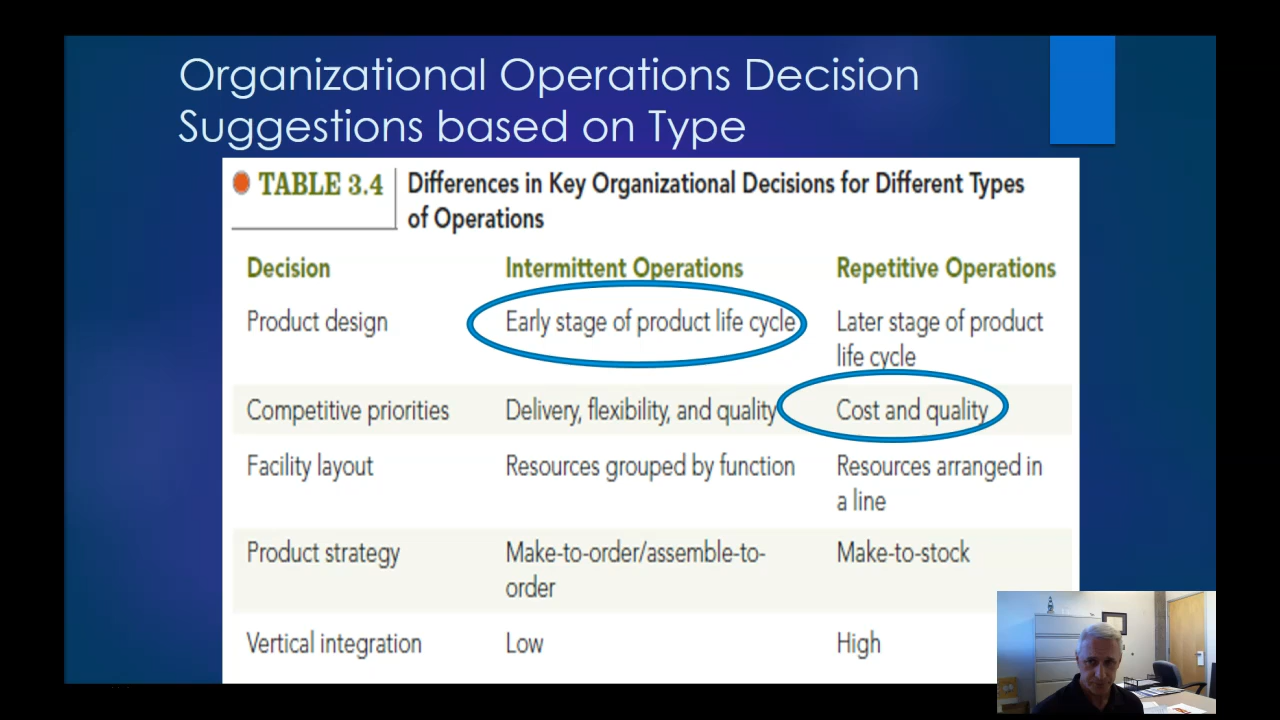 Organizational Operations Decision
Suggestions based on Type
TABLE 3.4
Differences in Key Organizational Decisions for Different Types
of Operations
Decision Intermittent Operations Repetitive Operations
Product design Early stage of product life cycle Later stage of product
life cycle
Competitive priorities Delivery, flexibility, and quality Cost and quality
Facility layout Resources grouped by function Resources arranged in
a line
Product strategy Make-to-order/assemble-to- Make-to-stock
order
Vertical integration Low High